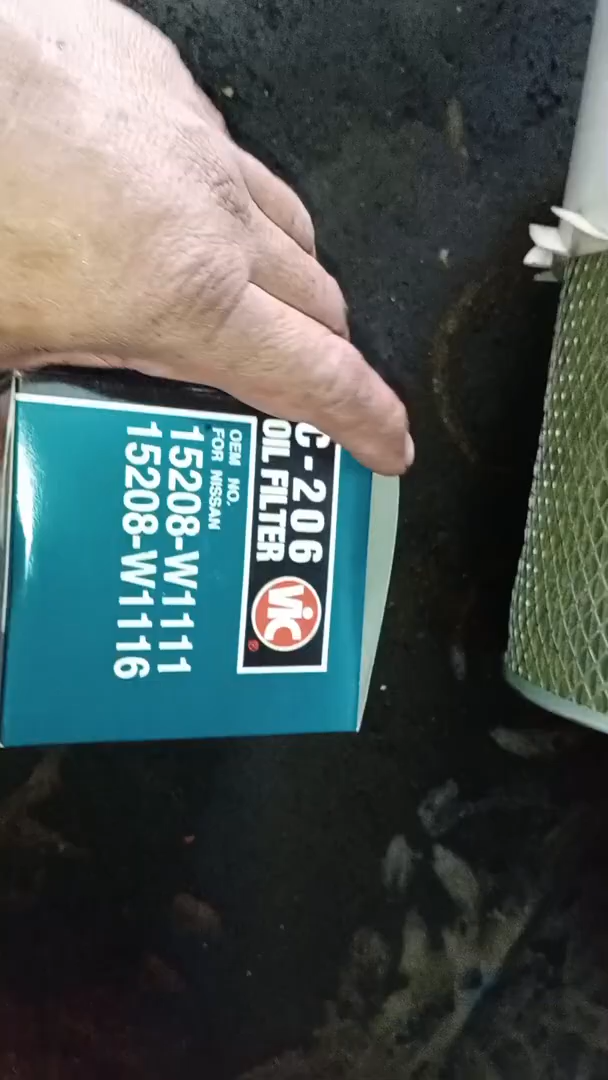 C-206
OIL FILTER
VIC
®
OEM NO.
FOR NISSAN
15208-W1111
15208-W1116